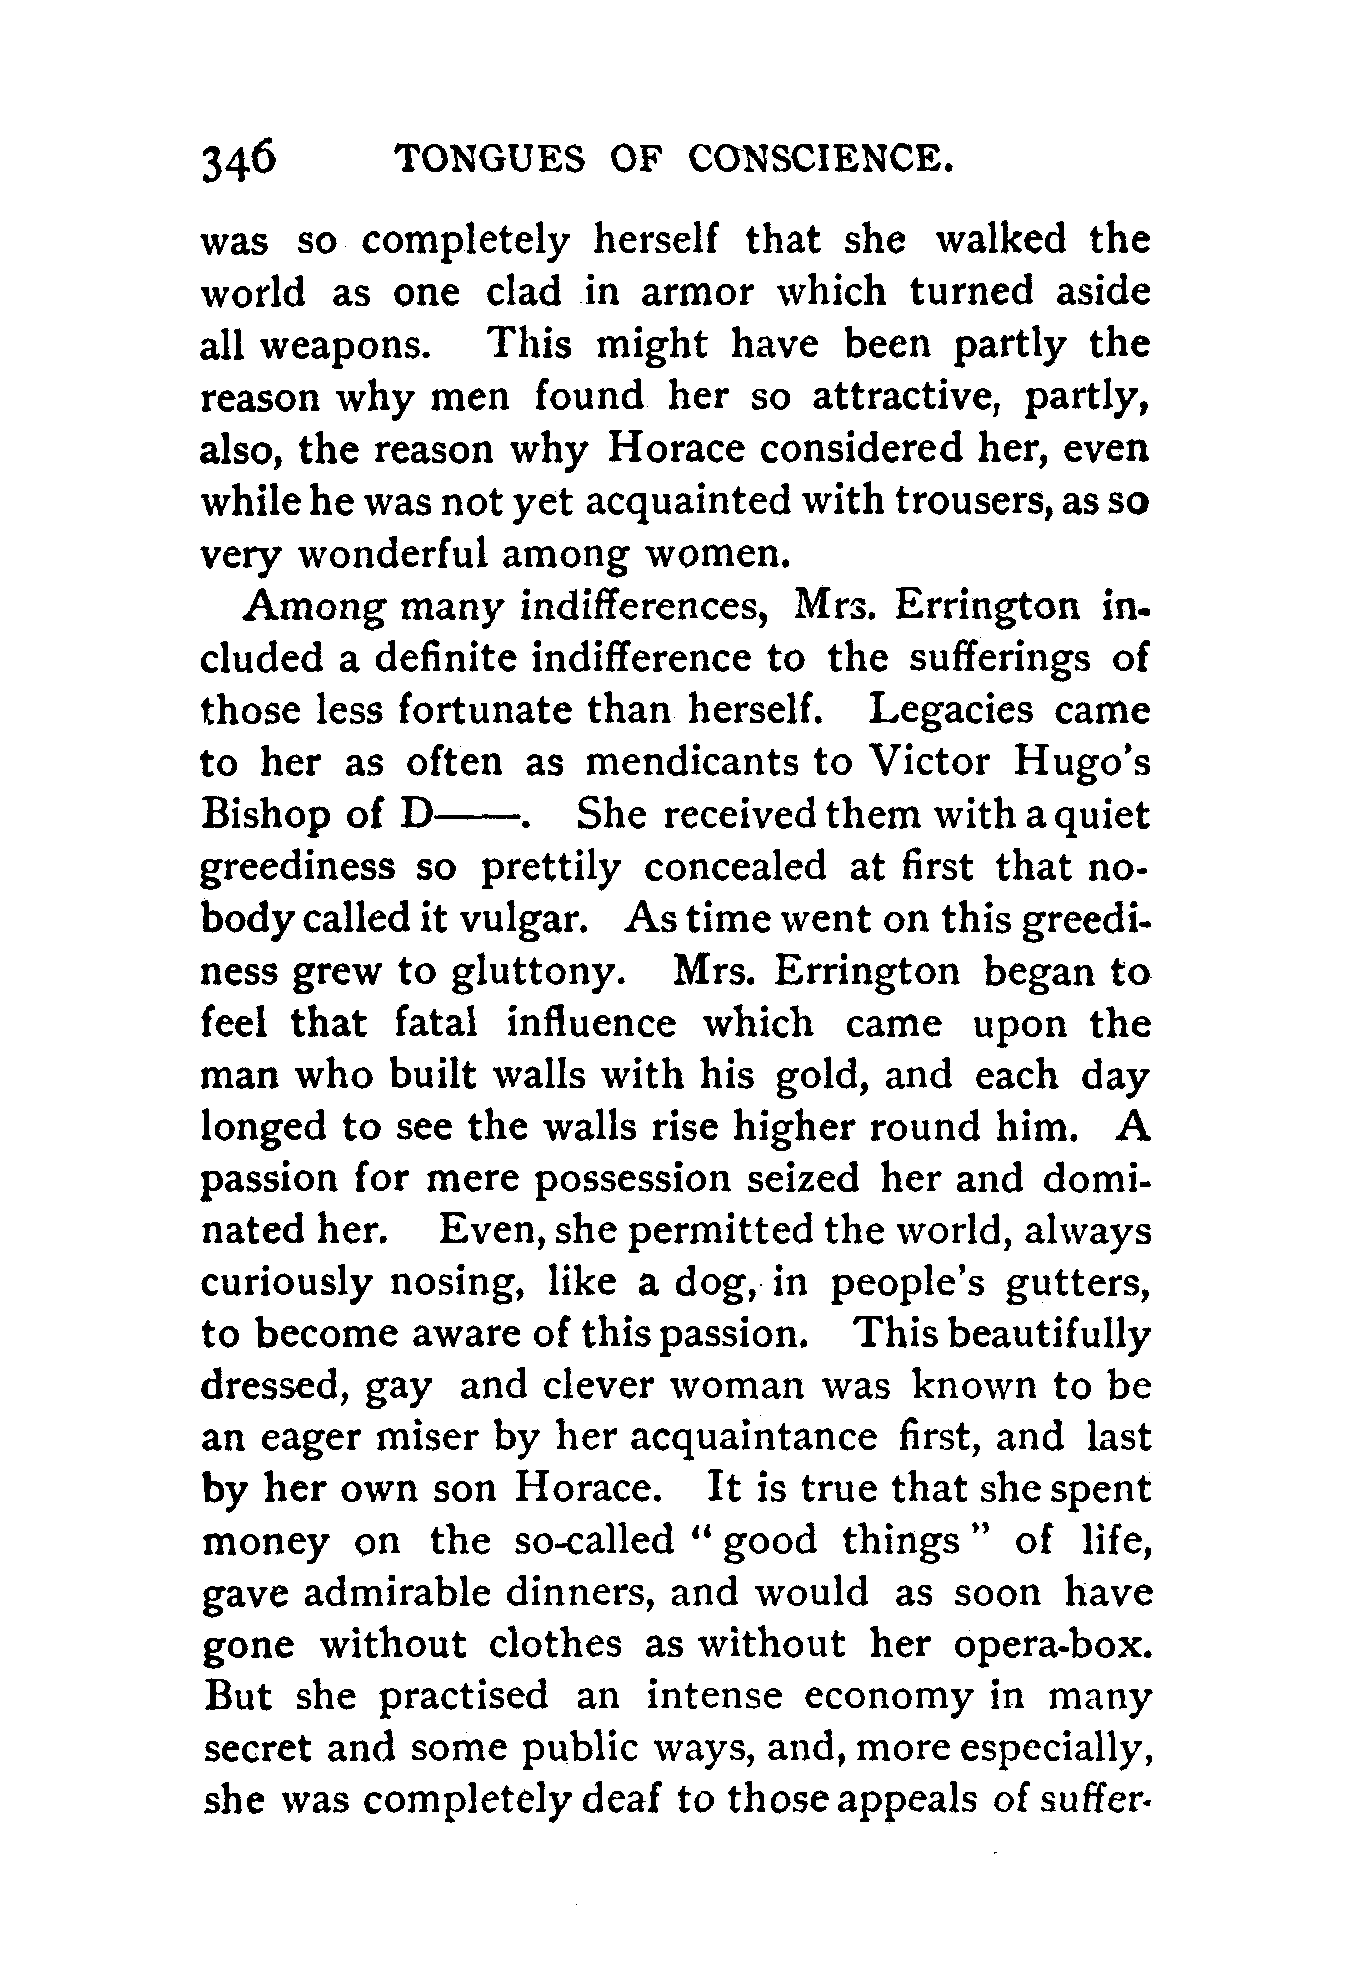 346 TONGUES OF CONSCIENCE.
was so completely herself that she walked the
world as one clad in armor which turned aside
all weapons. This might have been partly the
reason why men found her so attractive, partly,
also, the reason why Horace considered her, even
while he was not yet acquainted with trousers, as so
very wonderful among women.
Among many indifferences, Mrs. Errington in-
cluded a definite indifference to the sufferings of
those less fortunate than herself. Legacies came
to her as often as mendicants to Victor Hugo's
Bishop of D——. She received them with a quiet
greediness so prettily concealed at first that no-
body called it vulgar. As time went on this greedi-
ness grew to gluttony. Mrs. Errington began to
feel that fatal influence which came upon the
man who built walls with his gold, and each day
longed to see the walls rise higher round him. A
passion for mere possession seized her and domi-
nated her. Even, she permitted the world, always
curiously nosing, like a dog, in people's gutters,
to become aware of this passion. This beautifully
dressed, gay and clever woman was known to be
an eager miser by her acquaintance first, and last
by her own son Horace. It is true that she spent
money on the so-called " good things " of life,
gave admirable dinners, and would as soon have
gone without clothes as without her opera-box.
But she practised an intense economy in many
secret and some public ways, and, more especially,
she was completely deaf to those appeals of suffer-